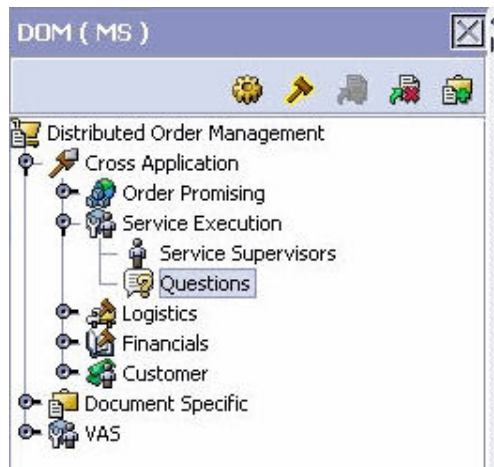 DOM ( MS )
Distributed Order Management
Cross Application
Order Promising
Service Execution
Service Supervisors
Questions
Logistics
Financials
Customer
Document Specific
VAS